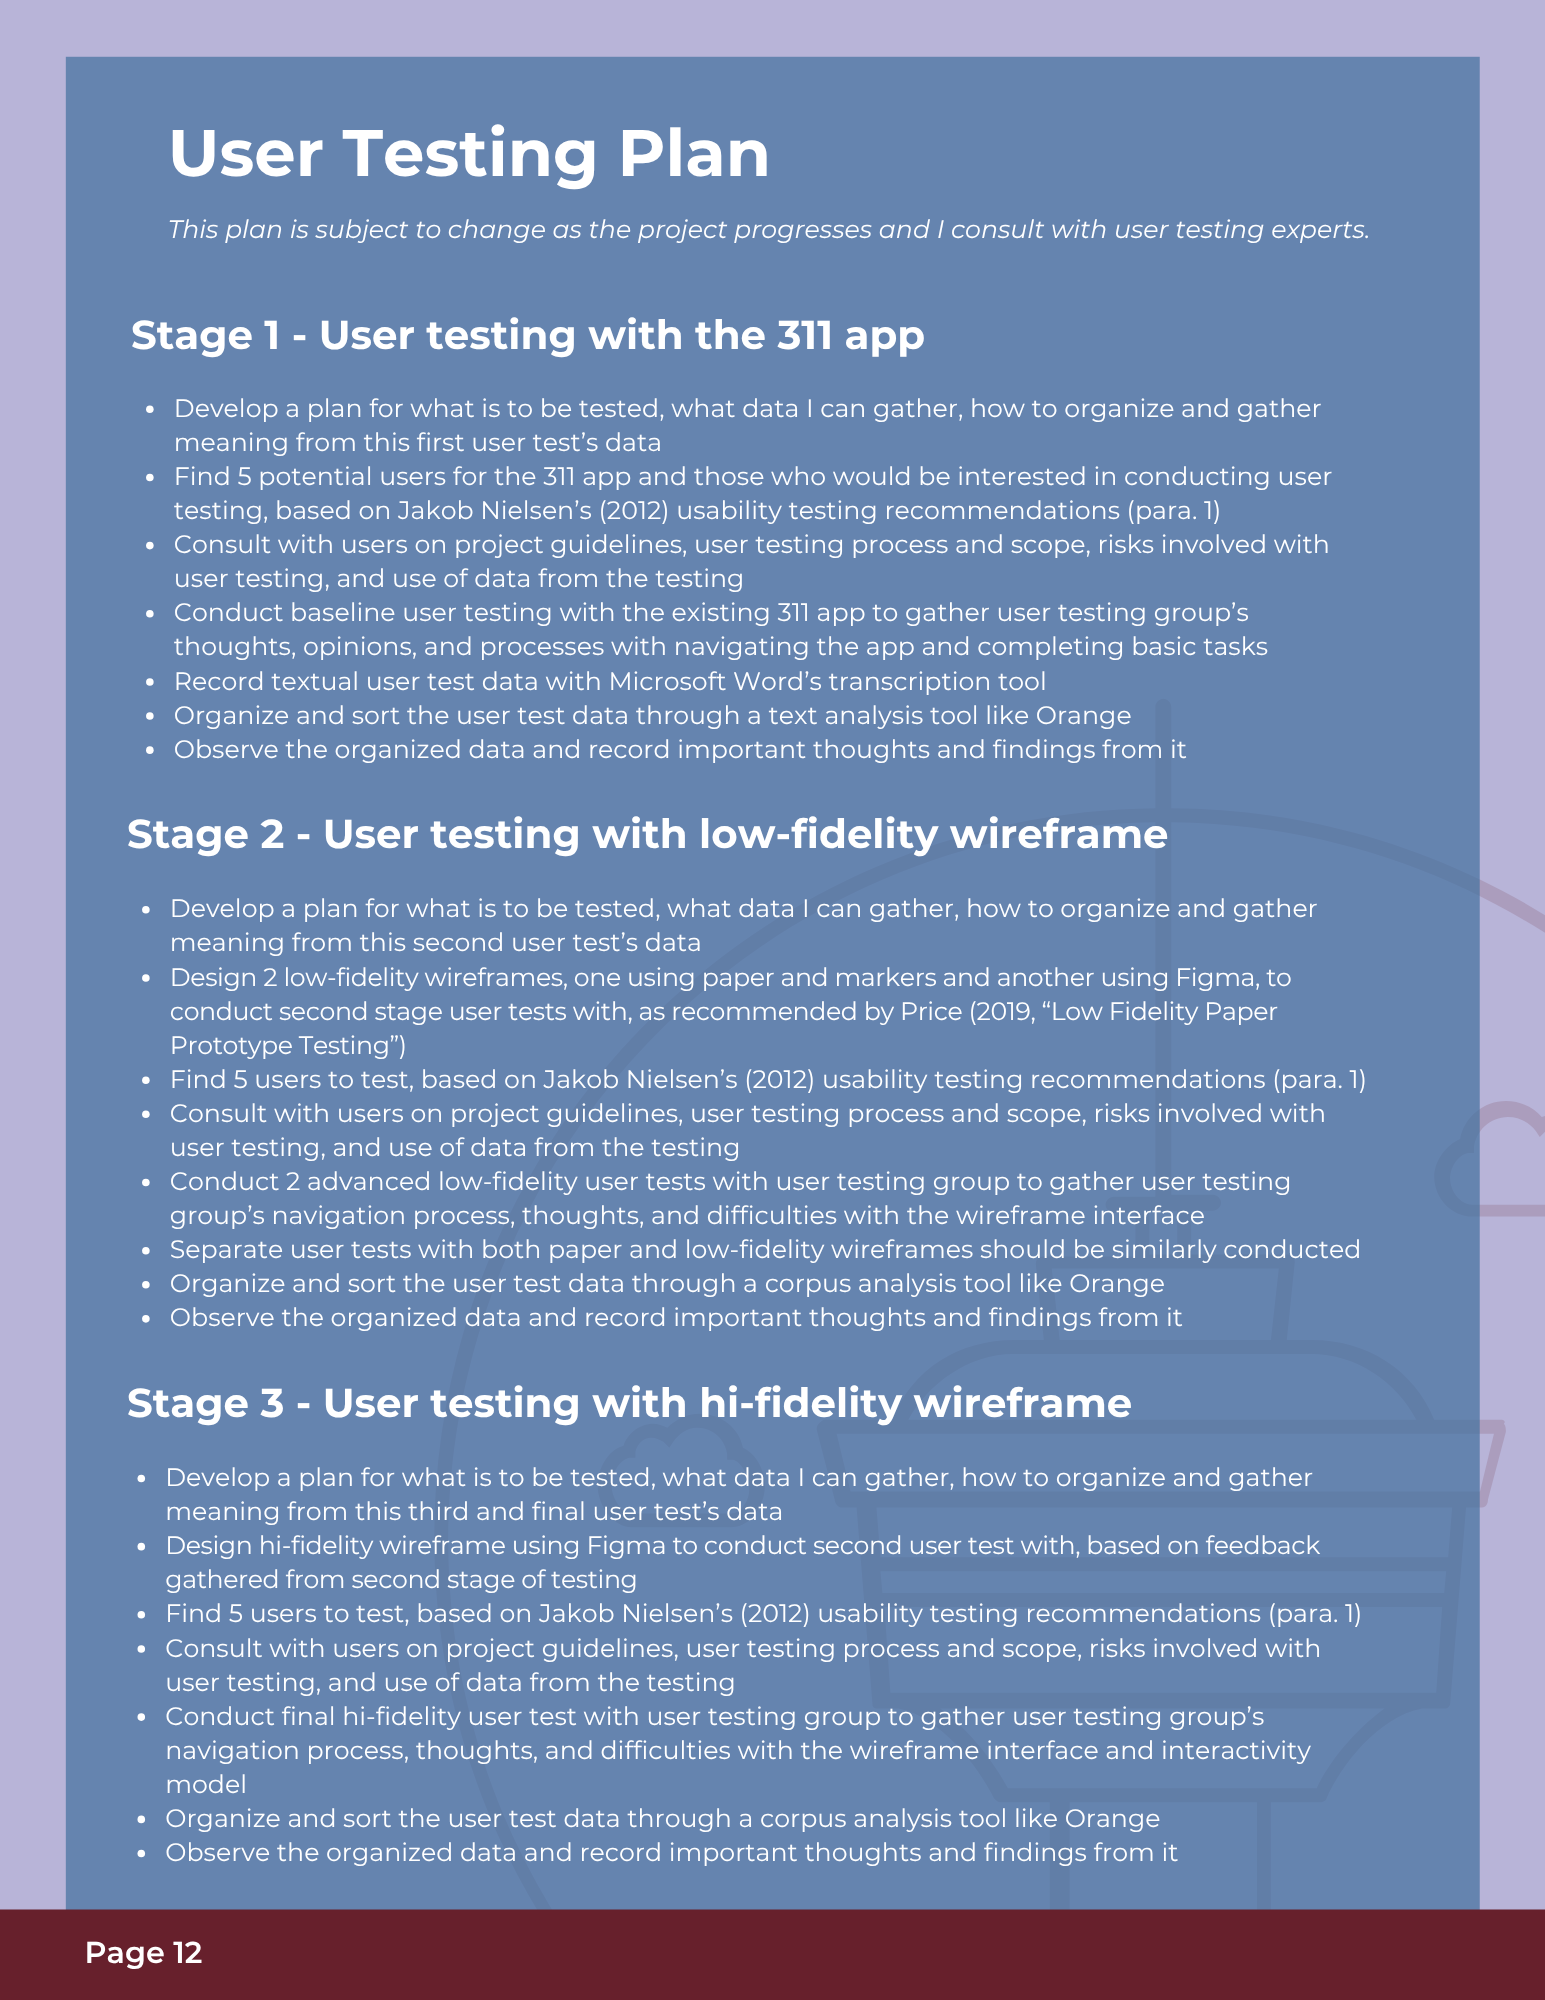 User Testing Plan
This plan is subject to change as the project progresses and I consult with user testing experts.
Stage 1 - User testing with the 311 app
• Develop a plan for what is to be tested, what data I can gather, how to organize and gather
meaning from this first user test’s data
• Find 5 potential users for the 311 app and those who would be interested in conducting user
testing, based on Jakob Nielsen’s (2012) usability testing recommendations (para. 1)
• Consult with users on project guidelines, user testing process and scope, risks involved with
user testing, and use of data from the testing
• Conduct baseline user testing with the existing 311 app to gather user testing group’s
thoughts, opinions, and processes with navigating the app and completing basic tasks
• Record textual user test data with Microsoft Word’s transcription tool
• Organize and sort the user test data through a text analysis tool like Orange
• Observe the organized data and record important thoughts and findings from it
Stage 2 - User testing with low-fidelity wireframe
• Develop a plan for what is to be tested, what data I can gather, how to organize and gather
meaning from this second user test’s data
• Design 2 low-fidelity wireframes, one using paper and markers and another using Figma, to
conduct second stage user tests with, as recommended by Price (2019, “Low Fidelity Paper
Prototype Testing”)
• Find 5 users to test, based on Jakob Nielsen’s (2012) usability testing recommendations (para. 1)
• Consult with users on project guidelines, user testing process and scope, risks involved with
user testing, and use of data from the testing
• Conduct 2 advanced low-fidelity user tests with user testing group to gather user testing
group’s navigation process, thoughts, and difficulties with the wireframe interface
• Separate user tests with both paper and low-fidelity wireframes should be similarly conducted
• Organize and sort the user test data through a corpus analysis tool like Orange
• Observe the organized data and record important thoughts and findings from it
Stage 3 - User testing with hi-fidelity wireframe
• Develop a plan for what is to be tested, what data I can gather, how to organize and gather
meaning from this third and final user test’s data
• Design hi-fidelity wireframe using Figma to conduct second user test with, based on feedback
gathered from second stage of testing
• Find 5 users to test, based on Jakob Nielsen’s (2012) usability testing recommendations (para. 1)
• Consult with users on project guidelines, user testing process and scope, risks involved with
user testing, and use of data from the testing
• Conduct final hi-fidelity user test with user testing group to gather user testing group’s
navigation process, thoughts, and difficulties with the wireframe interface and interactivity
model
• Organize and sort the user test data through a corpus analysis tool like Orange
• Observe the organized data and record important thoughts and findings from it
Page 12